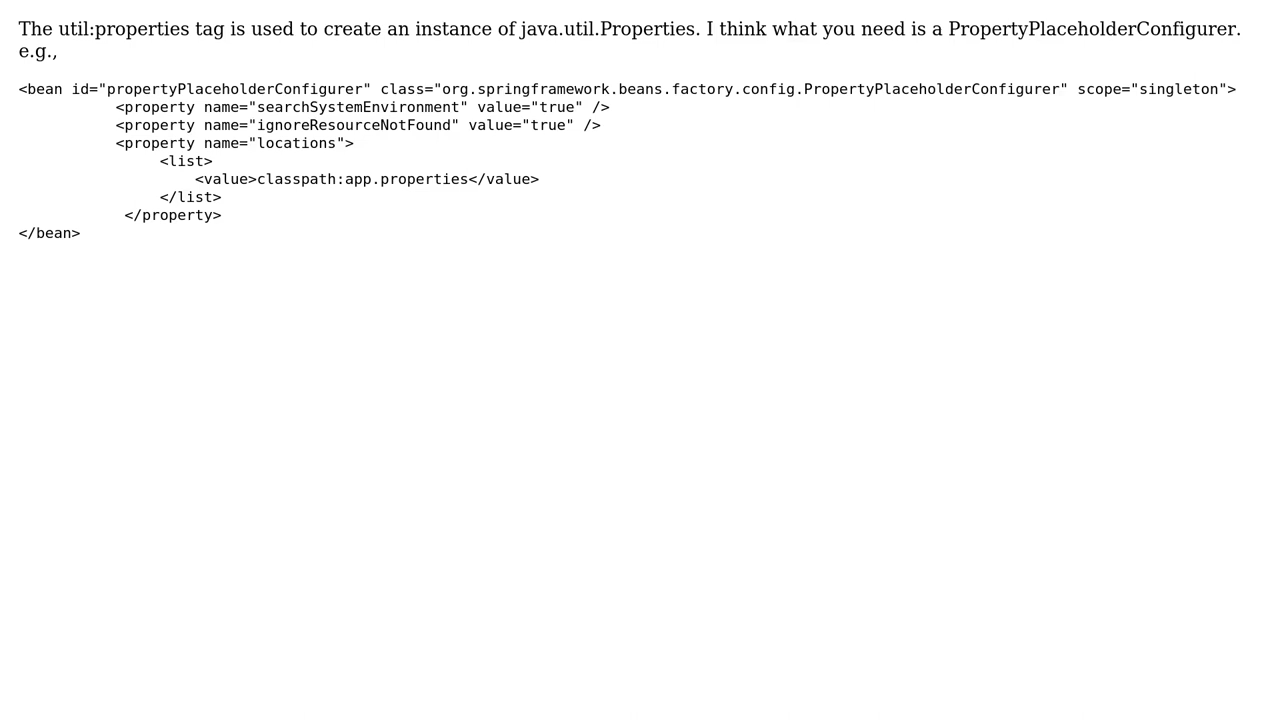 The util:properties tag is used to create an instance of java.util.Properties. I think what you need is a PropertyPlaceholderConfigurer.
e.g.,
<bean id="propertyPlaceholderConfigurer" class="org.springframework.beans.factory.config.PropertyPlaceholderConfigurer" scope="singleton">
           <property name="searchSystemEnvironment" value="true" />
           <property name="ignoreResourceNotFound" value="true" />
           <property name="locations">
                <list>
                    <value>classpath:app.properties</value>
                </list>
            </property>
</bean>